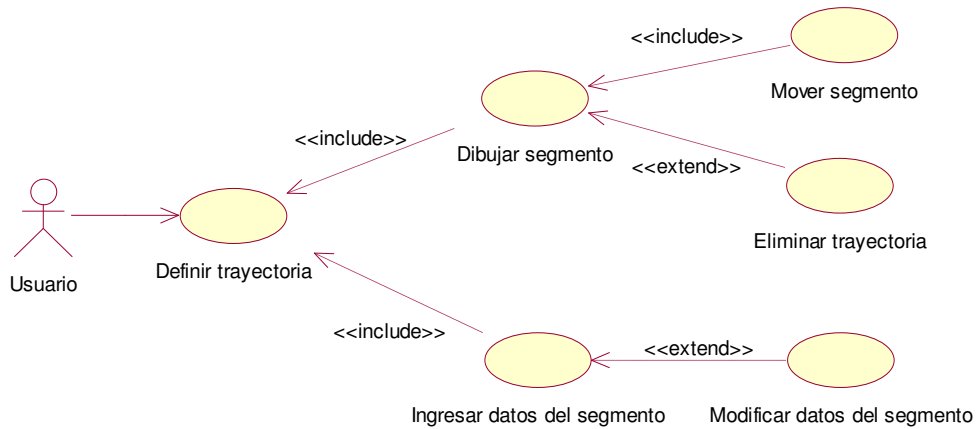 <<include>>
Mover segmento
<<include>>
Dibujar segmento
<<extend>>
Eliminar trayectoria
Usuario
Definir trayectoria
<<include>>
<<extend>>
Ingresar datos del segmento
Modificar datos del segmento